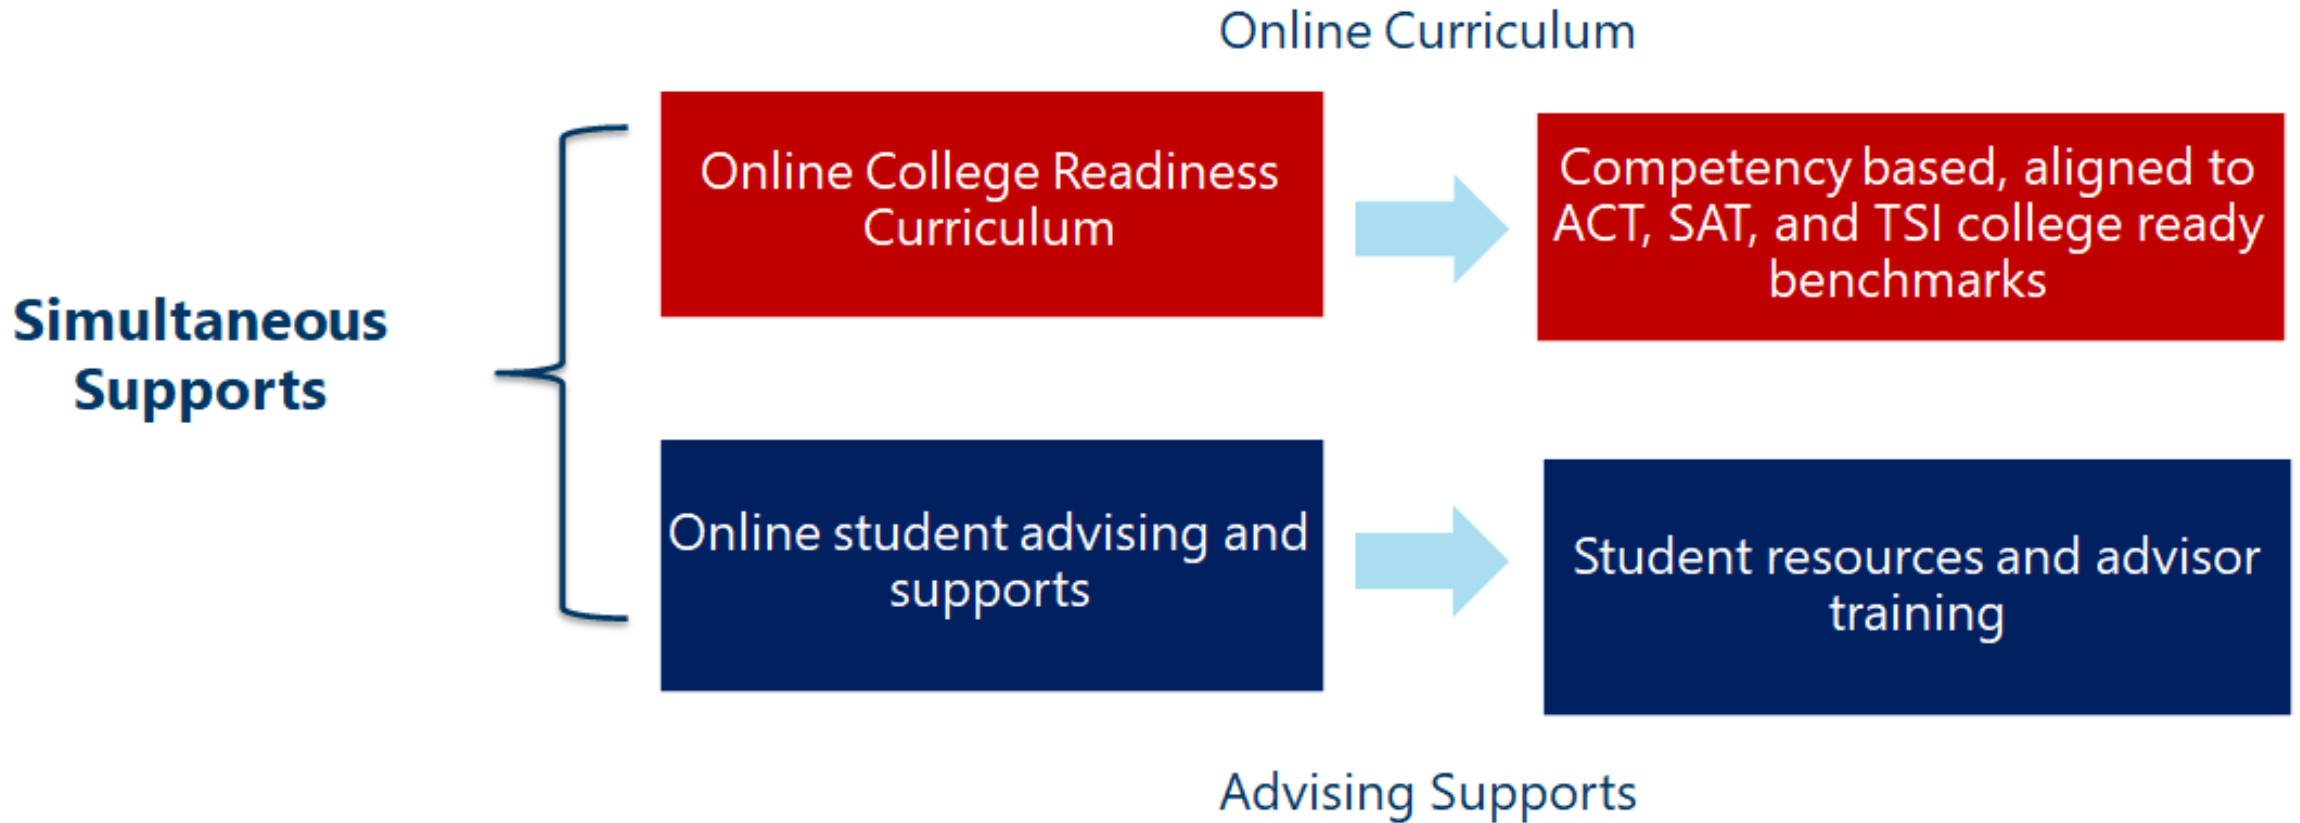 Online Curriculum
Online College Readiness
Curriculum
Competency based, aligned to
ACT, SAT, and TSI college ready
benchmarks
Simultaneous
Supports
Online student advising and
supports
Student resources and advisor
training
Advising Supports